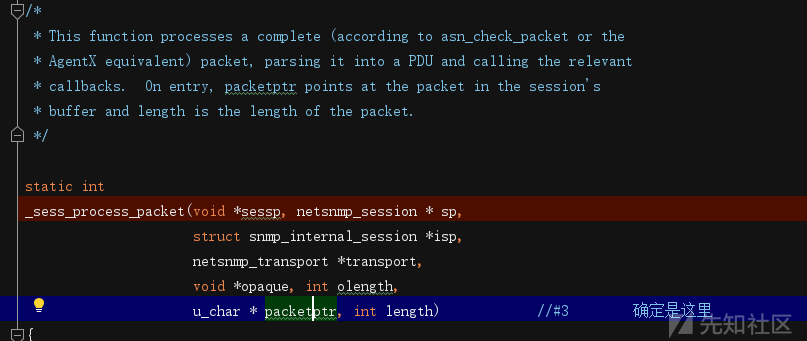 /*
* This function processes a complete (according to asn_check_packet or the
* AgentX equivalent) packet, parsing it into a PDU and calling the relevant
* callbacks.  On entry, packetptr points at the packet in the session's
* buffer and length is the length of the packet.
*/
static int
_sess_process_packet(void *sessp, netsnmp_session * sp,
struct snmp_internal_session *isp,
netsnmp_transport *transport,
void *opaque, int olength,
u_char * packetptr, int length) //#3 确定是这里
{
先知社区